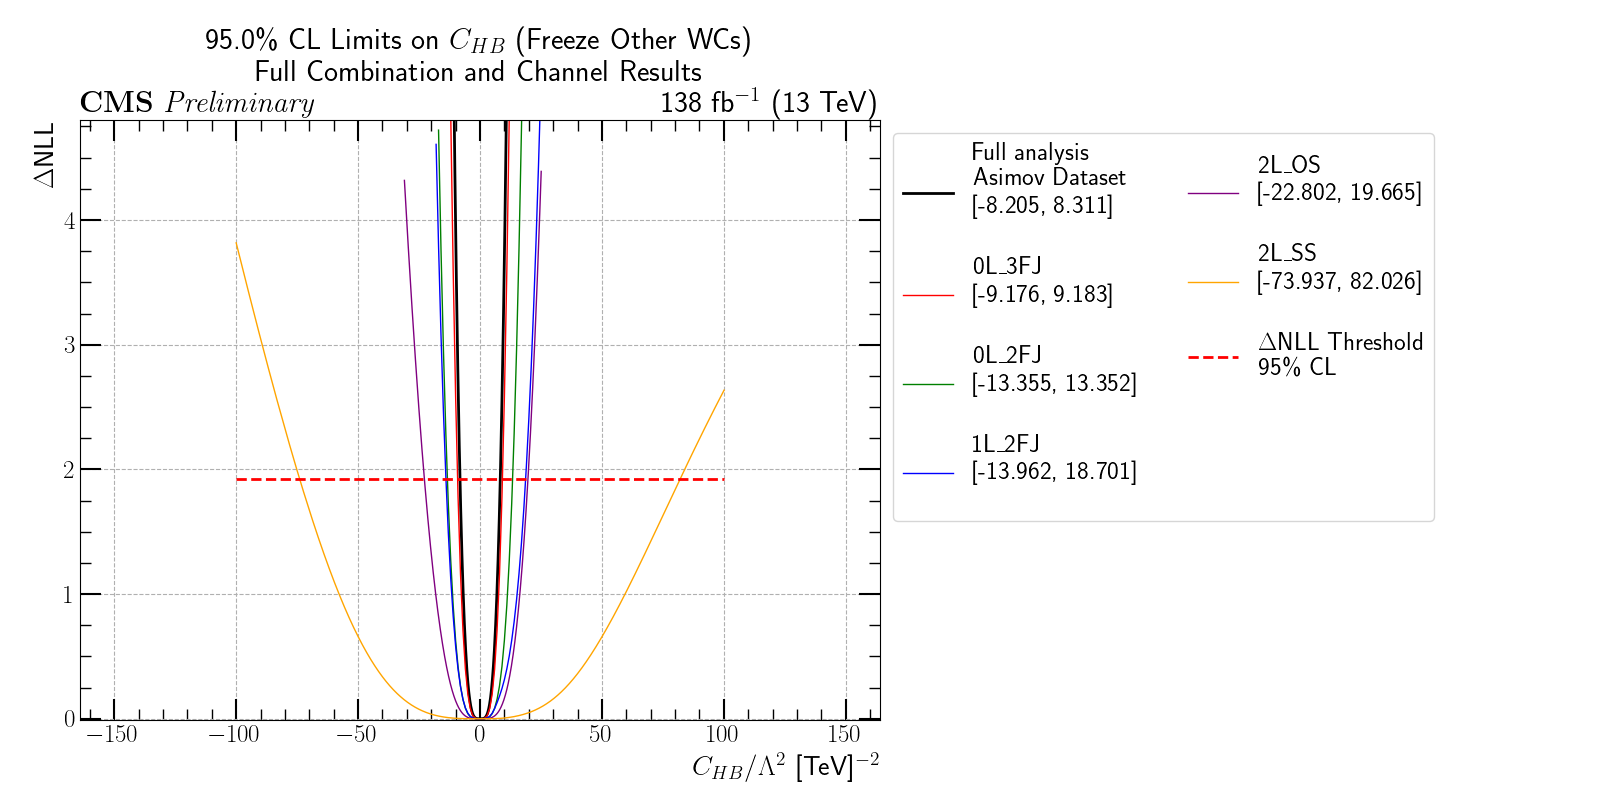 95.0% CL Limits on C_{HB} (Freeze Other WCs)
Full Combination and Channel Results
CMS Preliminary
138 fb⁻¹ (13 TeV)
ΔNLL
4
3
2
1
0
−150
−100
−50
0
50
100
150
C_{HB}/Λ² [TeV]⁻²
Full analysis
Asimov Dataset
[-8.205, 8.311]
0L_3FJ
[-9.176, 9.183]
0L_2FJ
[-13.355, 13.352]
1L_2FJ
[-13.962, 18.701]
2L_OS
[-22.802, 19.665]
2L_SS
[-73.937, 82.026]
ΔNLL Threshold
95% CL